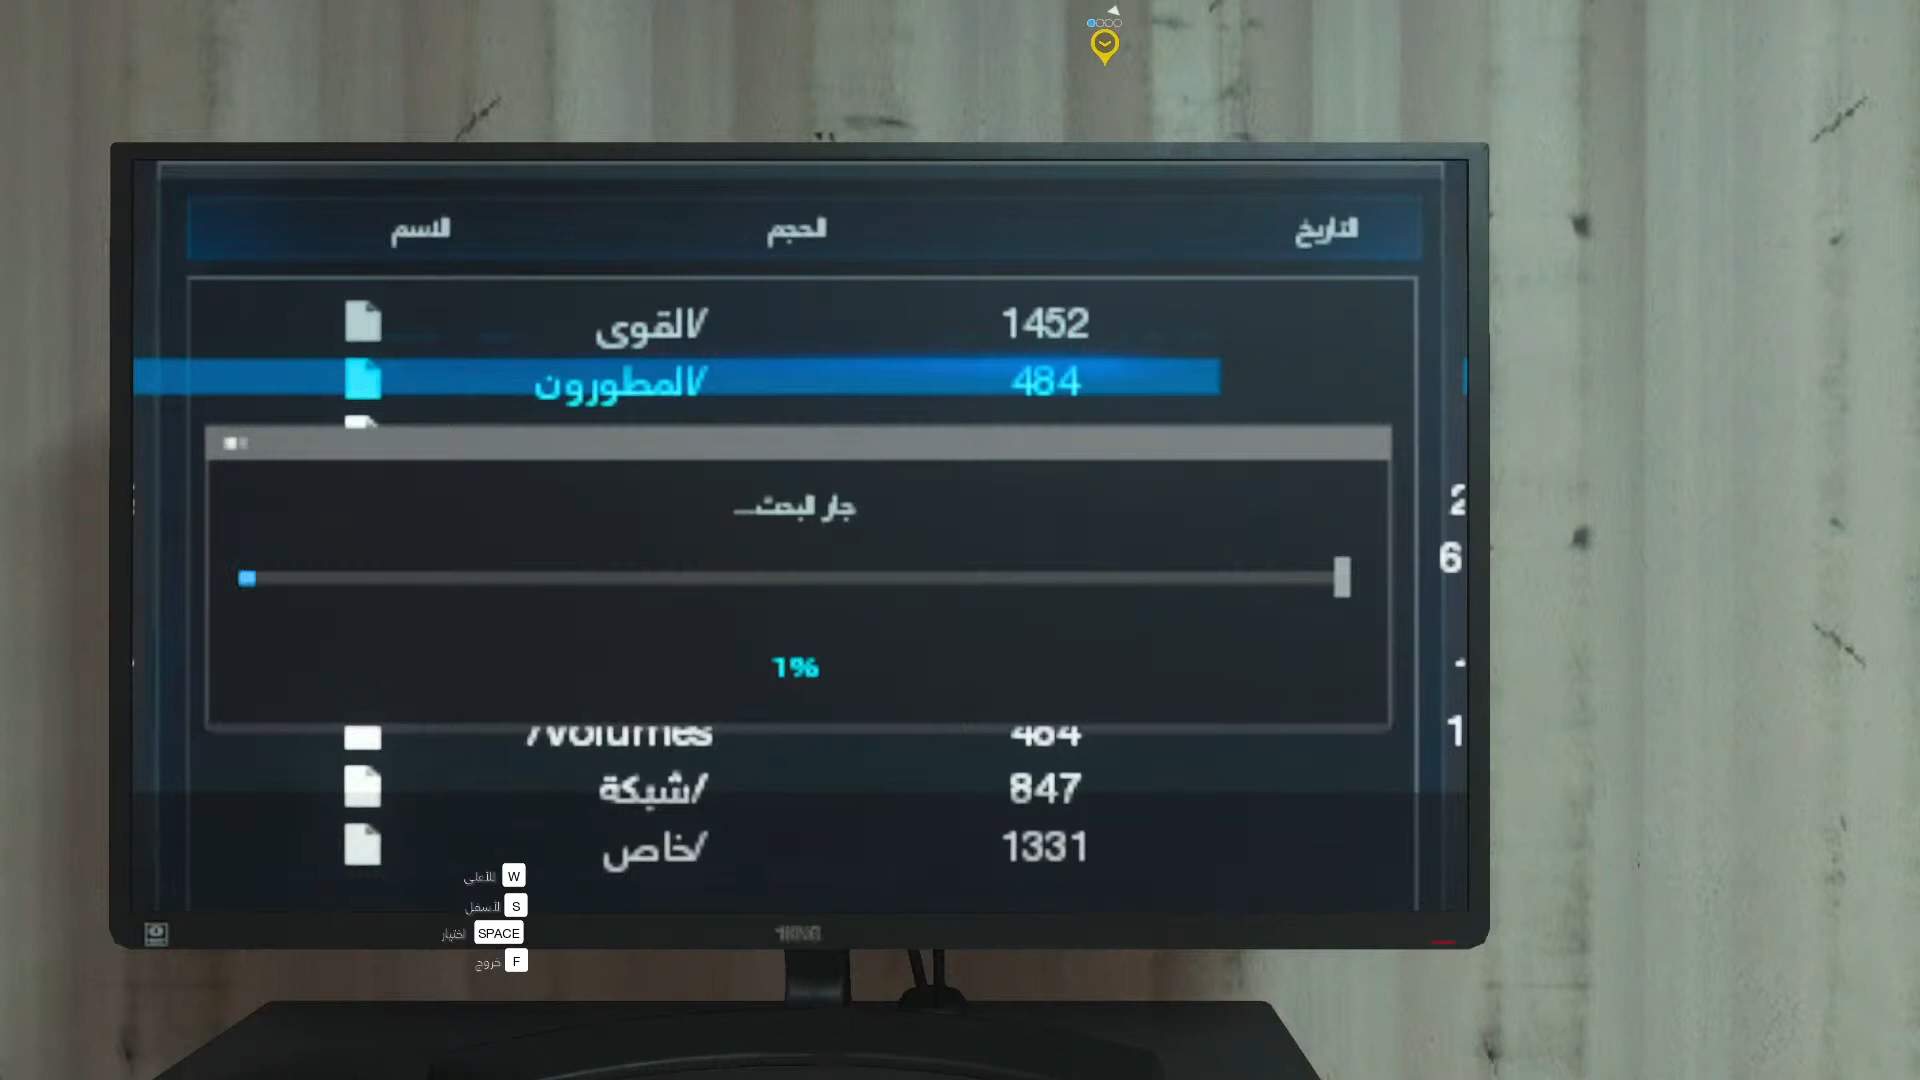 الاسم الحجم التاريخ
/القوى 1452
/المطورون 484
جار البحث...
1%
/Volumes 484
/شبكة 847
/خاص 1331
للأعلى W
لأسفل S
اختيار SPACE
خروج F